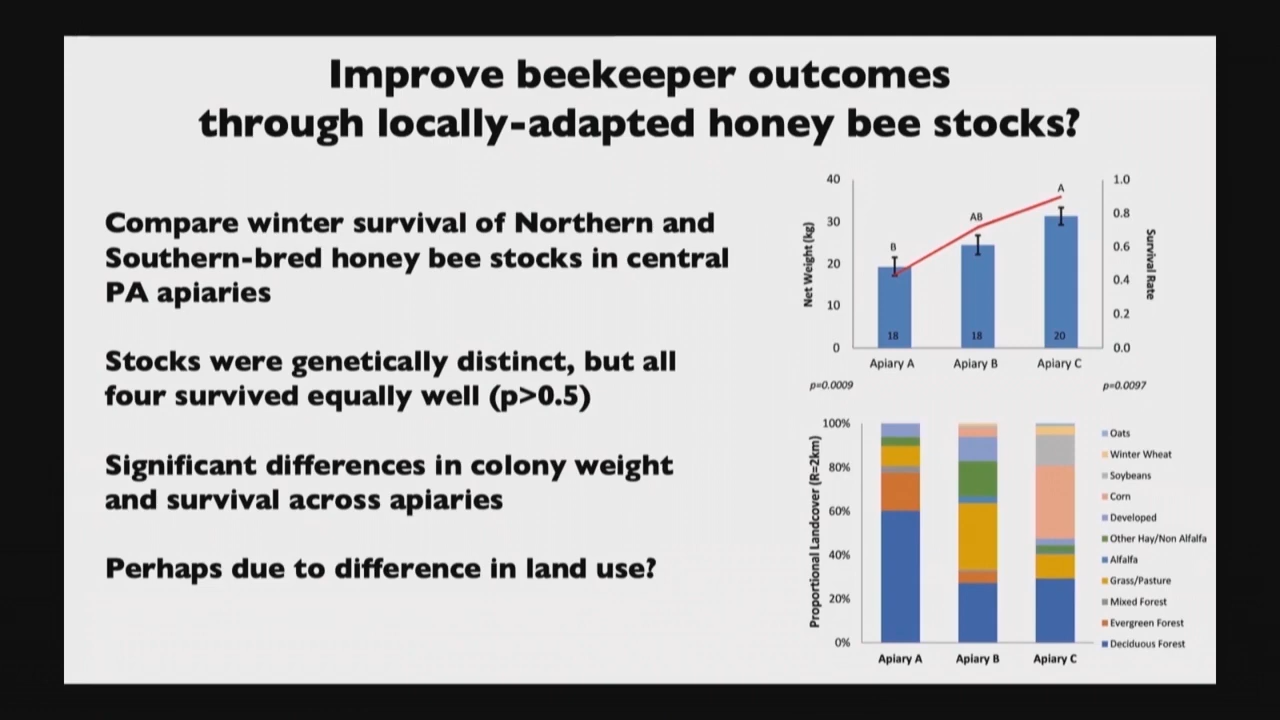 Improve beekeeper outcomes
through locally-adapted honey bee stocks?
Compare winter survival of Northern and
Southern-bred honey bee stocks in central
PA apiaries
Stocks were genetically distinct, but all
four survived equally well (p>0.5)
Significant differences in colony weight
and survival across apiaries
Perhaps due to difference in land use?
40
30
20
10
0
Net Weight (kg)
B
AB
A
18
18
20
Apiary A
Apiary B
Apiary C
1.0
0.8
0.6
0.4
0.2
0.0
Survival Rate
p=0.0009
p=0.0097
100%
80%
60%
40%
20%
0%
Proportional Landcover (R=2km)
Apiary A
Apiary B
Apiary C
Oats
Winter Wheat
Soybeans
Corn
Developed
Other Hay/Non Alfalfa
Alfalfa
Grass/Pasture
Mixed Forest
Evergreen Forest
Deciduous Forest